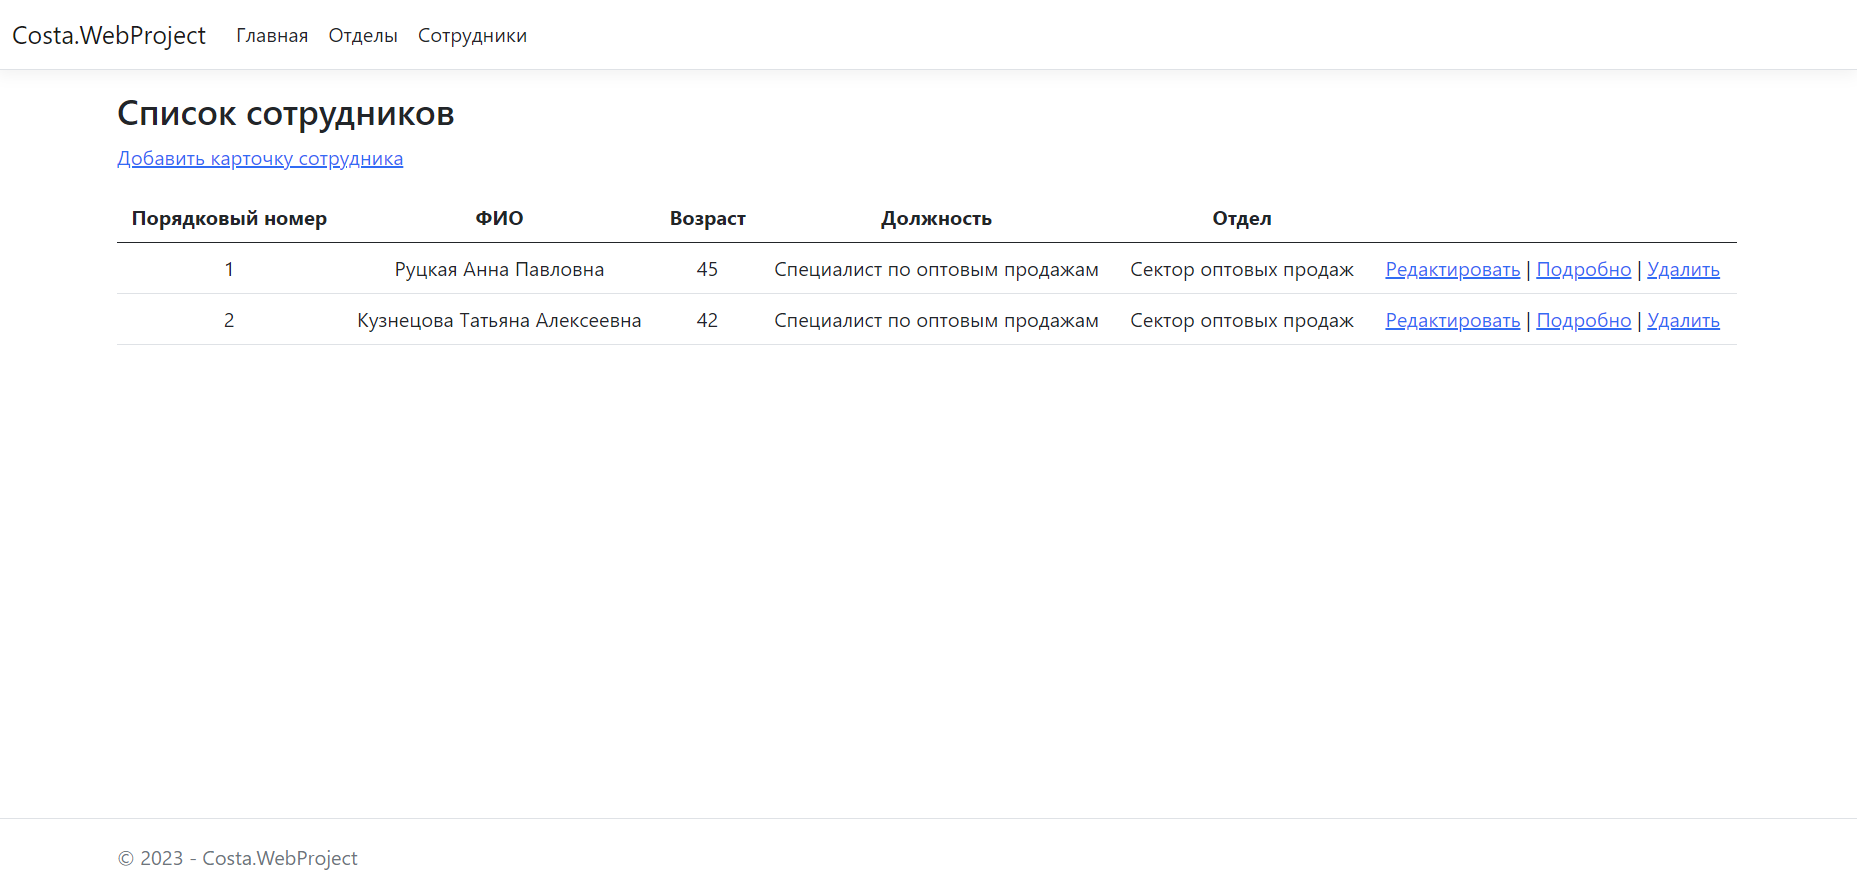 Costa.WebProject Главная Отделы Сотрудники
Список сотрудников
Добавить карточку сотрудника
Порядковый номер ФИО Возраст Должность Отдел
1 Руцкая Анна Павловна 45 Специалист по оптовым продажам Сектор оптовых продаж Редактировать | Подробно | Удалить
2 Кузнецова Татьяна Алексеевна 42 Специалист по оптовым продажам Сектор оптовых продаж Редактировать | Подробно | Удалить
© 2023 - Costa.WebProject